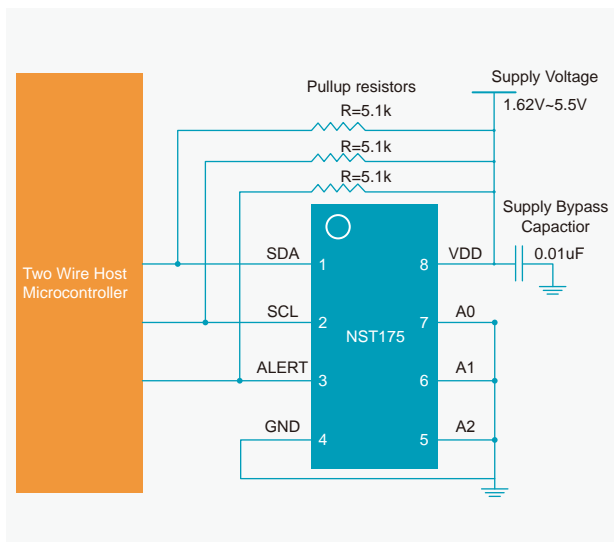 Supply Voltage
1.62V~5.5V
Pullup resistors
R=5.1k
R=5.1k
R=5.1k
Supply Bypass
Capactior
0.01uF
Two Wire Host
Microcontroller
SDA
1
8
VDD
SCL
2
7
A0
NST175
ALERT
3
6
A1
GND
4
5
A2